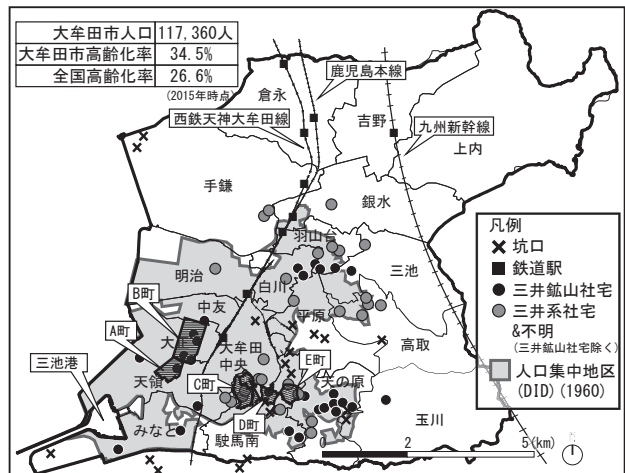 大牟田市人口 117,360人
大牟田市高齢化率 34.5%
全国高齢化率 26.6%
(2015年時点)
鹿児島本線
倉永
吉野
西鉄天神大牟田線
九州新幹線
上内
手鎌
銀水
凡例
坑口
鉄道駅
三井鉱山社宅
三井系社宅
&不明
(三井鉱山社宅除く)
人口集中地区
(DID)(1960)
羽山台
三池
明治
白川
B町
中友
平原
A町
大
大牟田
中央
E町
高取
三池港
天領
C町
天の原
D町
玉川
みなと
駛馬南
2
5(km)